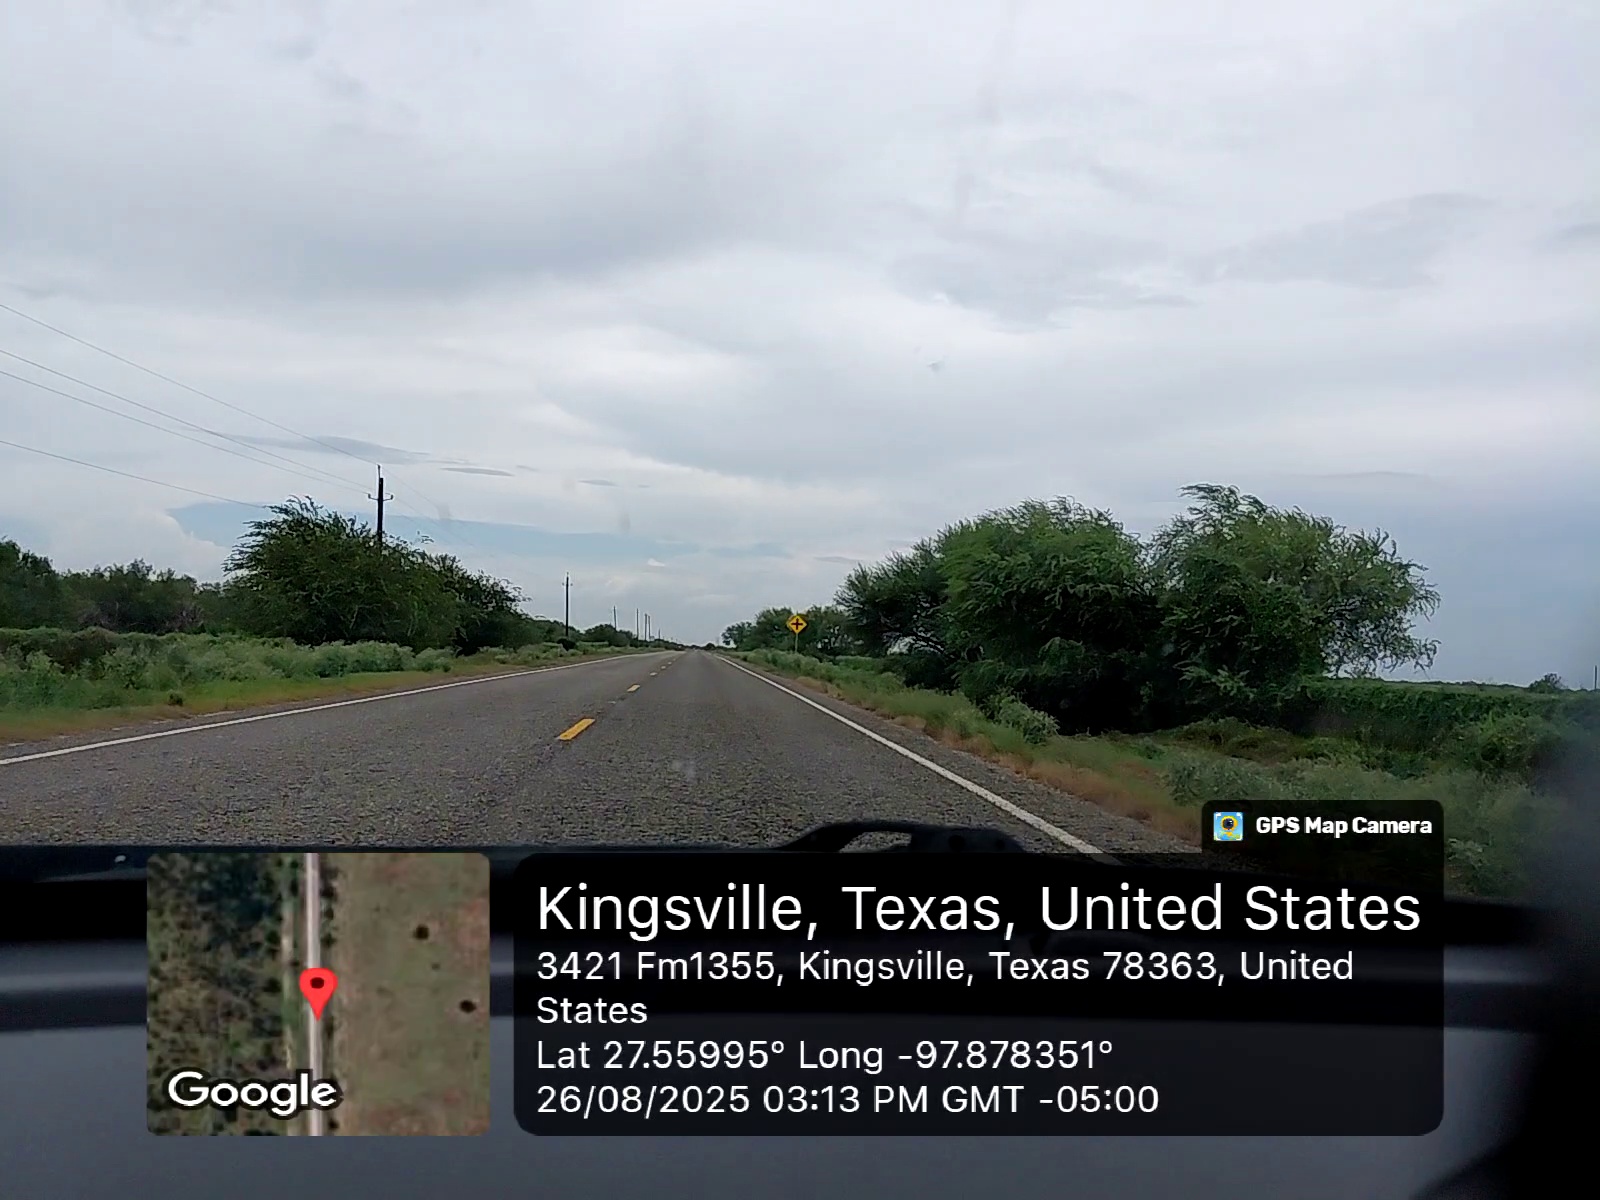 GPS Map Camera
Kingsville, Texas, United States
3421 Fm1355, Kingsville, Texas 78363, United
States
Lat 27.55995° Long -97.878351°
26/08/2025 03:13 PM GMT -05:00
Google